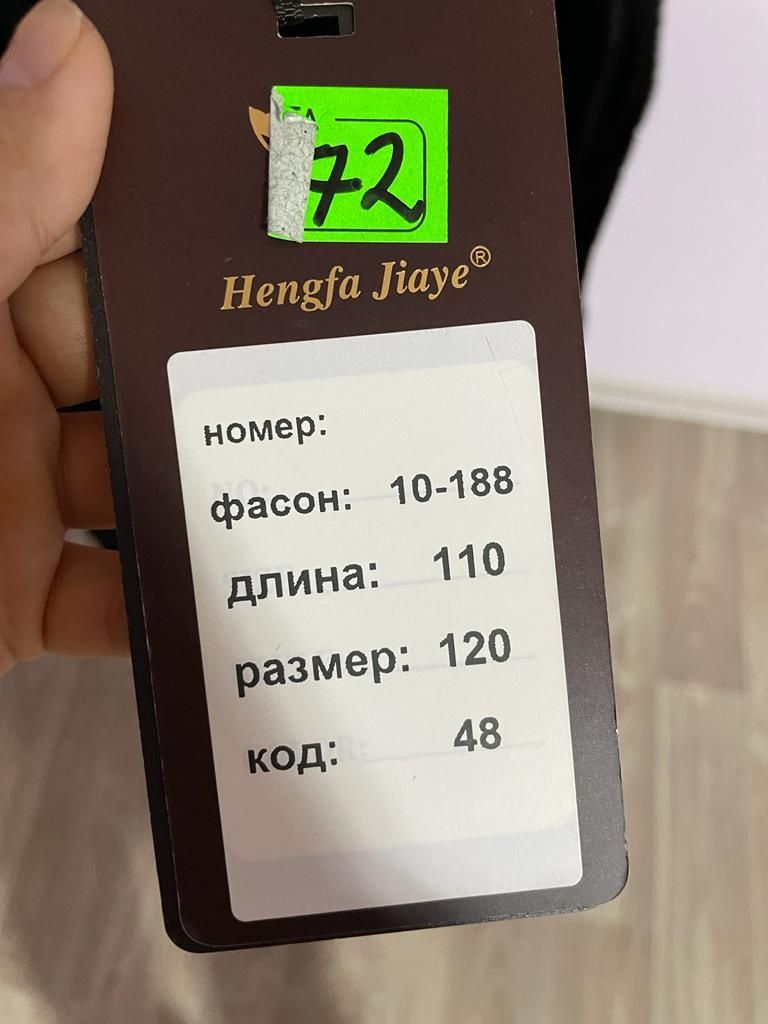 72
Hengfa Jiaye®
номер:
фасон: 10-188
длина: 110
размер: 120
код: 48